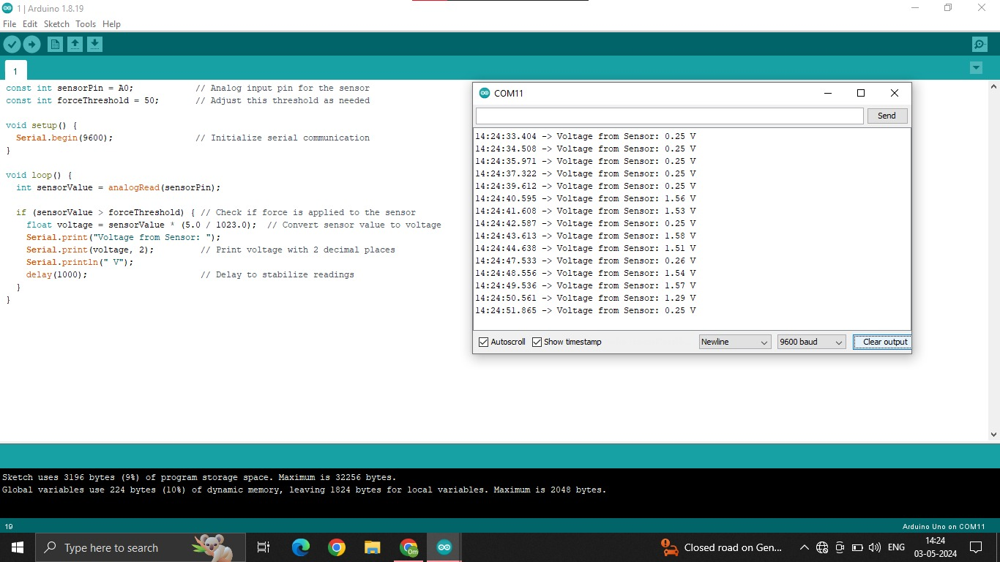 1 | Arduino 1.8.19
File Edit Sketch Tools Help
1
const int sensorPin = A0;            // Analog input pin for the sensor
const int forceThreshold = 50;       // Adjust this threshold as needed
void setup() {
  Serial.begin(9600);                // Initialize serial communication
}
void loop() {
  int sensorValue = analogRead(sensorPin);
  if (sensorValue > forceThreshold) { // Check if force is applied to the sensor
    float voltage = sensorValue * (5.0 / 1023.0);  // Convert sensor value to voltage
    Serial.print("Voltage from Sensor: ");
    Serial.print(voltage, 2);         // Print voltage with 2 decimal places
    Serial.println(" V");
    delay(1000);                      // Delay to stabilize readings
  }
}
COM11
Send
14:24:33.404 -> Voltage from Sensor: 0.25 V
14:24:34.508 -> Voltage from Sensor: 0.25 V
14:24:35.971 -> Voltage from Sensor: 0.25 V
14:24:37.322 -> Voltage from Sensor: 0.25 V
14:24:39.612 -> Voltage from Sensor: 0.25 V
14:24:40.595 -> Voltage from Sensor: 1.56 V
14:24:41.608 -> Voltage from Sensor: 1.53 V
14:24:42.587 -> Voltage from Sensor: 0.25 V
14:24:43.613 -> Voltage from Sensor: 1.58 V
14:24:44.638 -> Voltage from Sensor: 1.51 V
14:24:47.533 -> Voltage from Sensor: 0.26 V
14:24:48.556 -> Voltage from Sensor: 1.54 V
14:24:49.536 -> Voltage from Sensor: 1.57 V
14:24:50.561 -> Voltage from Sensor: 1.29 V
14:24:51.865 -> Voltage from Sensor: 0.25 V
Autoscroll Show timestamp Newline 9600 baud Clear output
Sketch uses 3196 bytes (9%) of program storage space. Maximum is 32256 bytes.
Global variables use 224 bytes (10%) of dynamic memory, leaving 1824 bytes for local variables. Maximum is 2048 bytes.
19 Arduino Uno on COM11
Type here to search Om Closed road on Gen... ENG 14:24
03-05-2024